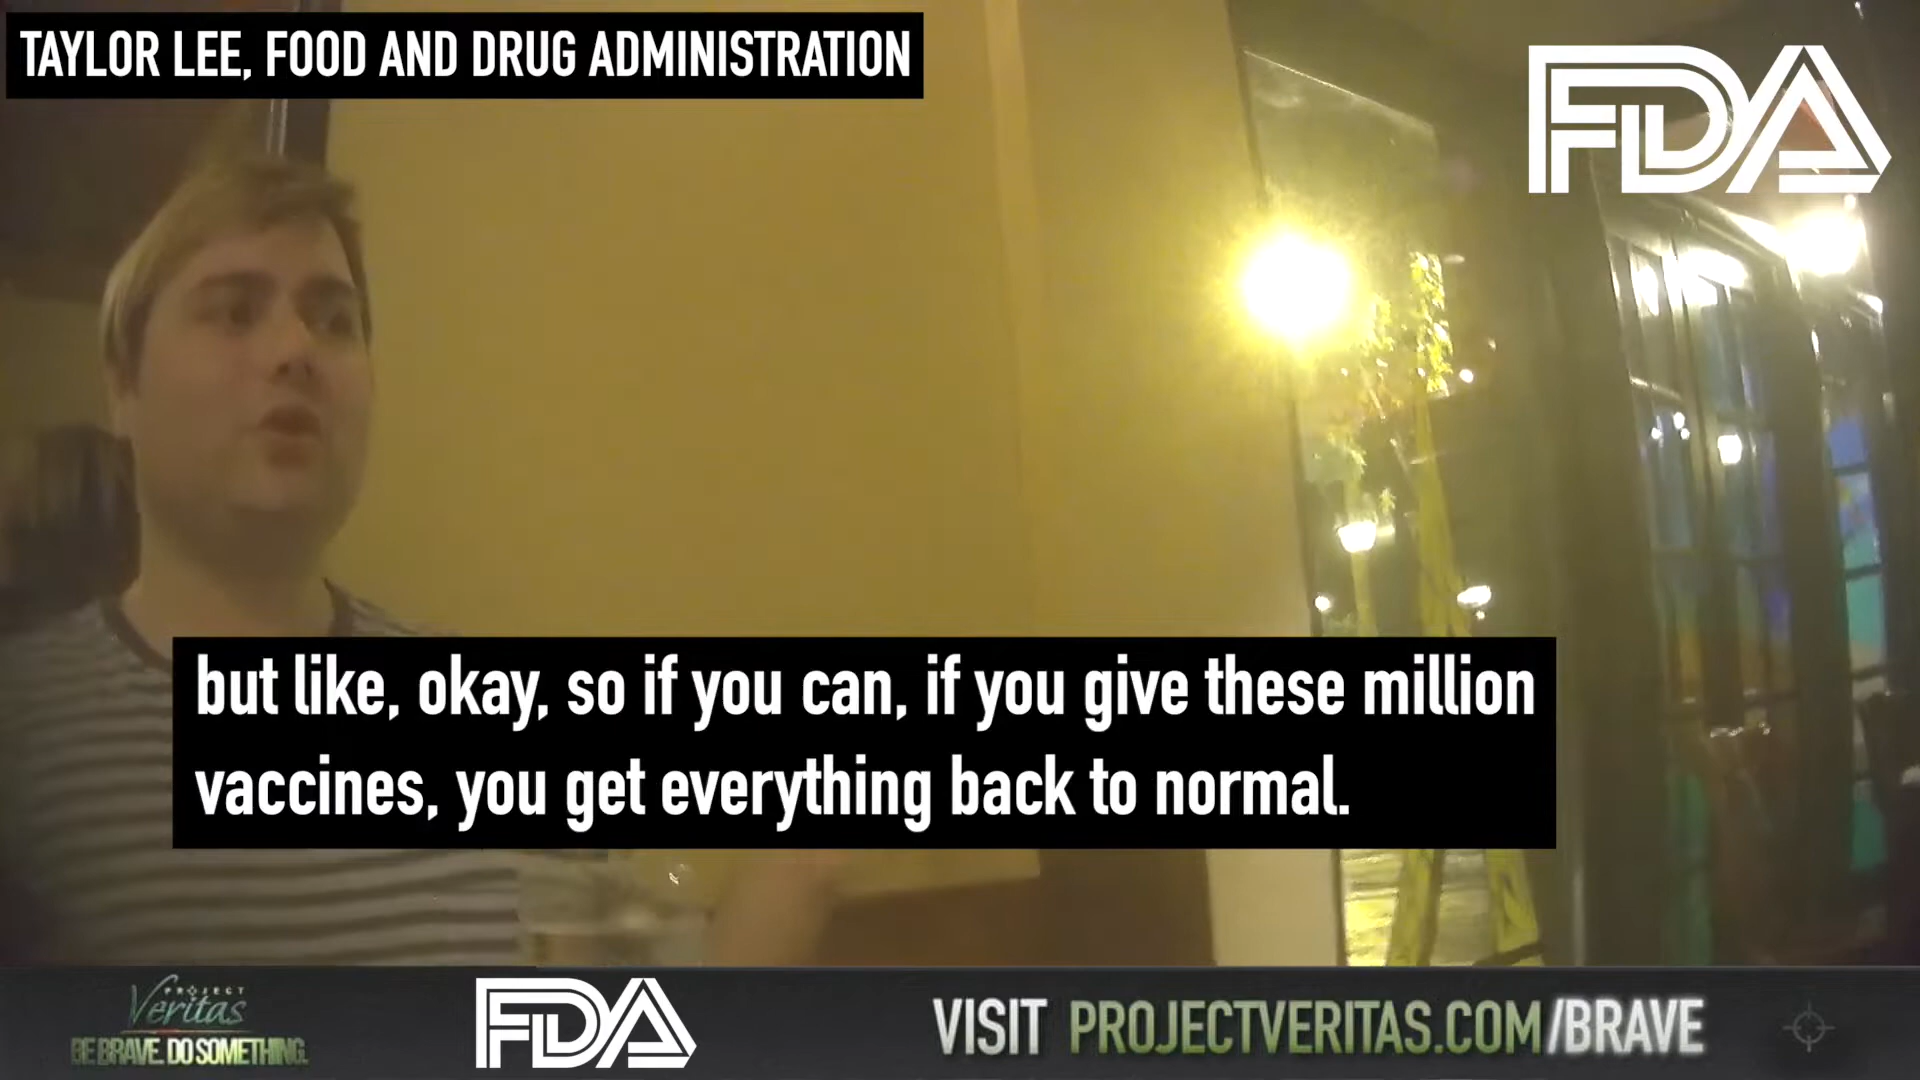 TAYLOR LEE, FOOD AND DRUG ADMINISTRATION
FDA
but like, okay, so if you can, if you give these million
vaccines, you get everything back to normal.
PROJECT
Veritas
BE BRAVE. DO SOMETHING.
FDA
VISIT PROJECTVERITAS.COM/BRAVE